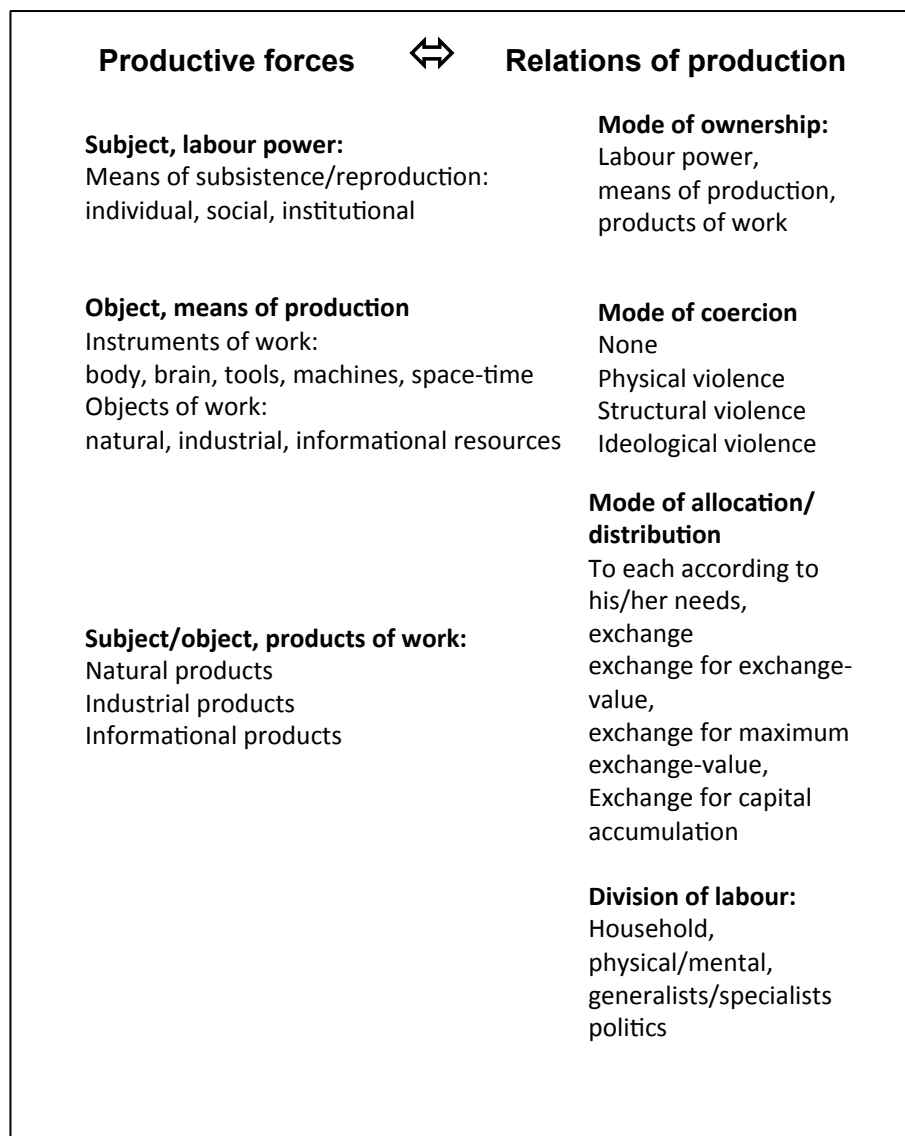 Productive forces ⬄ Relations of production
Subject, labour power:
Means of subsistence/reproduction:
individual, social, institutional
Object, means of production
Instruments of work:
body, brain, tools, machines, space-time
Objects of work:
natural, industrial, informational resources
Subject/object, products of work:
Natural products
Industrial products
Informational products
Mode of ownership:
Labour power,
means of production,
products of work
Mode of coercion
None
Physical violence
Structural violence
Ideological violence
Mode of allocation/
distribution
To each according to
his/her needs,
exchange
exchange for exchange-
value,
exchange for maximum
exchange-value,
Exchange for capital
accumulation
Division of labour:
Household,
physical/mental,
generalists/specialists
politics